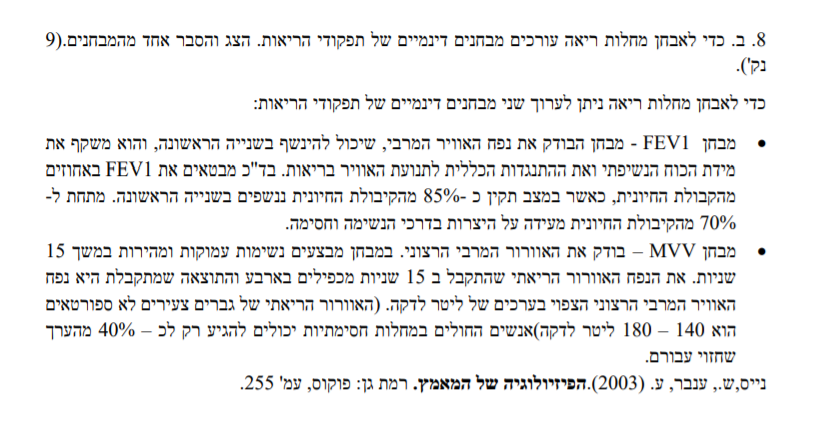 8. ב. כדי לאבחן מחלות ריאה עורכים מבחנים דינמיים של תפקודי הריאות. הצג והסבר אחד מהמבחנים.(9
נק').
כדי לאבחן מחלות ריאה ניתן לערוך שני מבחנים דינמיים של תפקודי הריאות:
• מבחן FEV1 - מבחן הבודק את נפח האוויר המרבי, שיכול להינשף בשנייה הראשונה, והוא משקף את
מידת הכוח הנשיפתי ואת ההתנגדות הכללית לתנועת האוויר בריאות. בד"כ מבטאים את FEV1 באחוזים
מהקבולת החיונית, כאשר במצב תקין כ -85% מהקיבולת החיונית ננשפים בשנייה הראשונה. מתחת ל-
70% מהקיבולת החיונית מעידה על היצרות בדרכי הנשימה וחסימה.
• מבחן MVV – בודק את האוורור המרבי הרצוני. במבחן מבצעים נשימות עמוקות ומהירות במשך 15
שניות. את הנפח האוורור הריאתי שהתקבל ב 15 שניות מכפילים בארבע והתוצאה שמתקבלת היא נפח
האוויר המרבי הרצוני הצפוי בערכים של ליטר לדקה. (האוורור הריאתי של גברים צעירים לא ספורטאים
הוא 140 – 180 ליטר לדקה)אנשים החולים במחלות חסימתיות יכולים להגיע רק לכ – 40% מהערך
שחזוי עבורם.
נייס,ש., ענבר, ע. (2003).הפיזיולוגיה של המאמץ. רמת גן: פוקוס, עמ' 255.